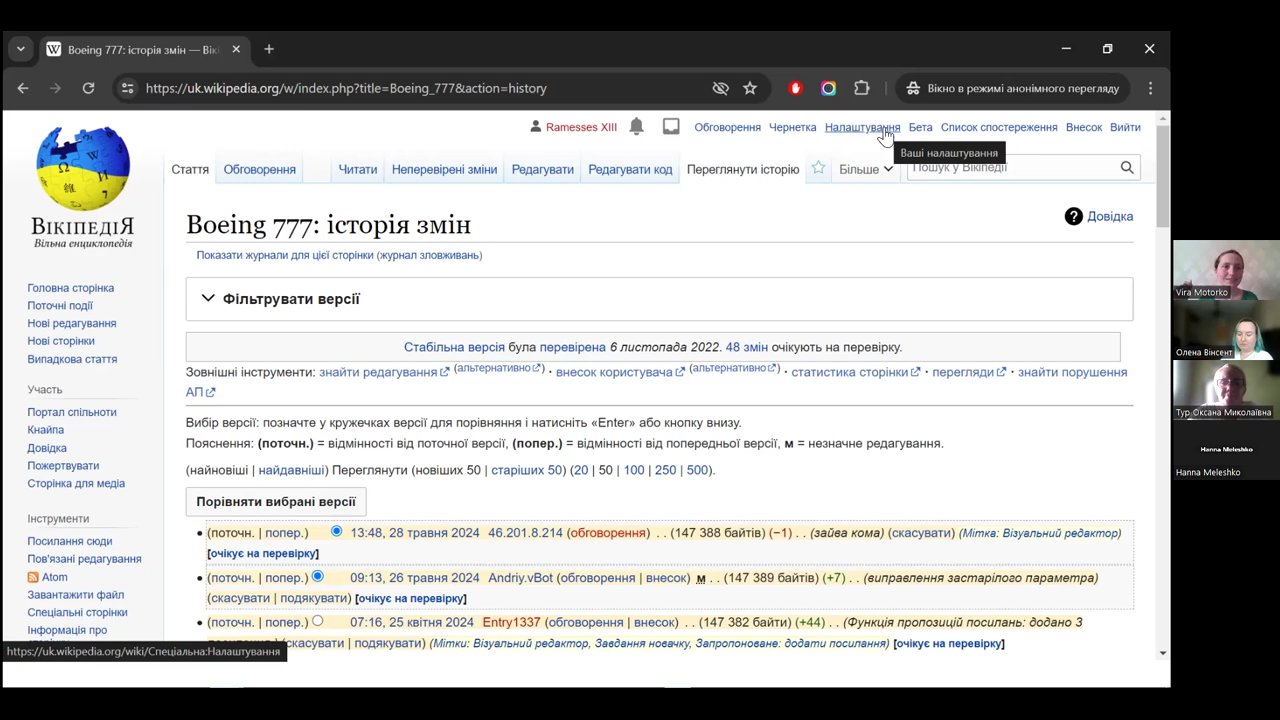 Boeing 777: історія змін — Вікі
https://uk.wikipedia.org/w/index.php?title=Boeing_777&action=history
Вікно в режимі анонімного перегляду
Ramesses XIII
Обговорення Чернетка Налаштування Бета Список спостереження Внесок Вийти
Ваші налаштування
Стаття Обговорення Читати Неперевірені зміни Редагувати Редагувати код Переглянути історію Більше
Пошук у Вікіпедії
ВікіпедіЯ
Вільна енциклопедія
Boeing 777: історія змін
Довідка
Показати журнали для цієї сторінки (журнал зловживань)
Фільтрувати версії
Стабільна версія була перевірена 6 листопада 2022. 48 змін очікують на перевірку.
Зовнішні інструменти: знайти редагування (альтернативно) · внесок користувача (альтернативно) · статистика сторінки · перегляди · знайти порушення
АП
Вибір версії: позначте у кружечках версії для порівняння и натисніть «Enter» або кнопку внизу.
Пояснення: (поточн.) = відмінності від поточної версії, (попер.) = відмінності від попередньої версії, м = незначне редагування.
(найновіші | найдавніші) Переглянути (новіших 50 | старіших 50) (20 | 50 | 100 | 250 | 500).
Порівняти вибрані версії
(поточн. | попер.) 13:48, 28 травня 2024 46.201.8.214 (обговорення) . . (147 388 байтів) (−1) . . (зайва кома) (скасувати) (Мітка: Візуальний редактор)
[очікує на перевірку]
(поточн. | попер.) 09:13, 26 травня 2024 Andriy.vBot (обговорення | внесок) м . . (147 389 байтів) (+7) . . (виправлення застарілого параметра)
(скасувати | подякувати) [очікує на перевірку]
(поточн. | попер.) 07:16, 25 квітня 2024 Entry1337 (обговорення | внесок) . . (147 382 байти) (+44) . . (Функція пропозицій посилань: додано 3
(скасувати | подякувати) (Мітки: Візуальний редактор, Завдання новачку, Запропоноване: додати посилання) [очікує на перевірку]
Головна сторінка
Поточні події
Нові редагування
Нові сторінки
Випадкова стаття
Участь
Портал спільноти
Кнайпа
Довідка
Пожертвувати
Сторінка для медіа
Інструменти
Посилання сюди
Пов'язані редагування
Atom
Завантажити файл
Спеціальні сторінки
Інформація про
https://uk.wikipedia.org/wiki/Спеціальна:Налаштування
Vira Motorko
Олена Вінсент
Тур Оксана Миколаївна
Hanna Meleshko
Hanna Meleshko